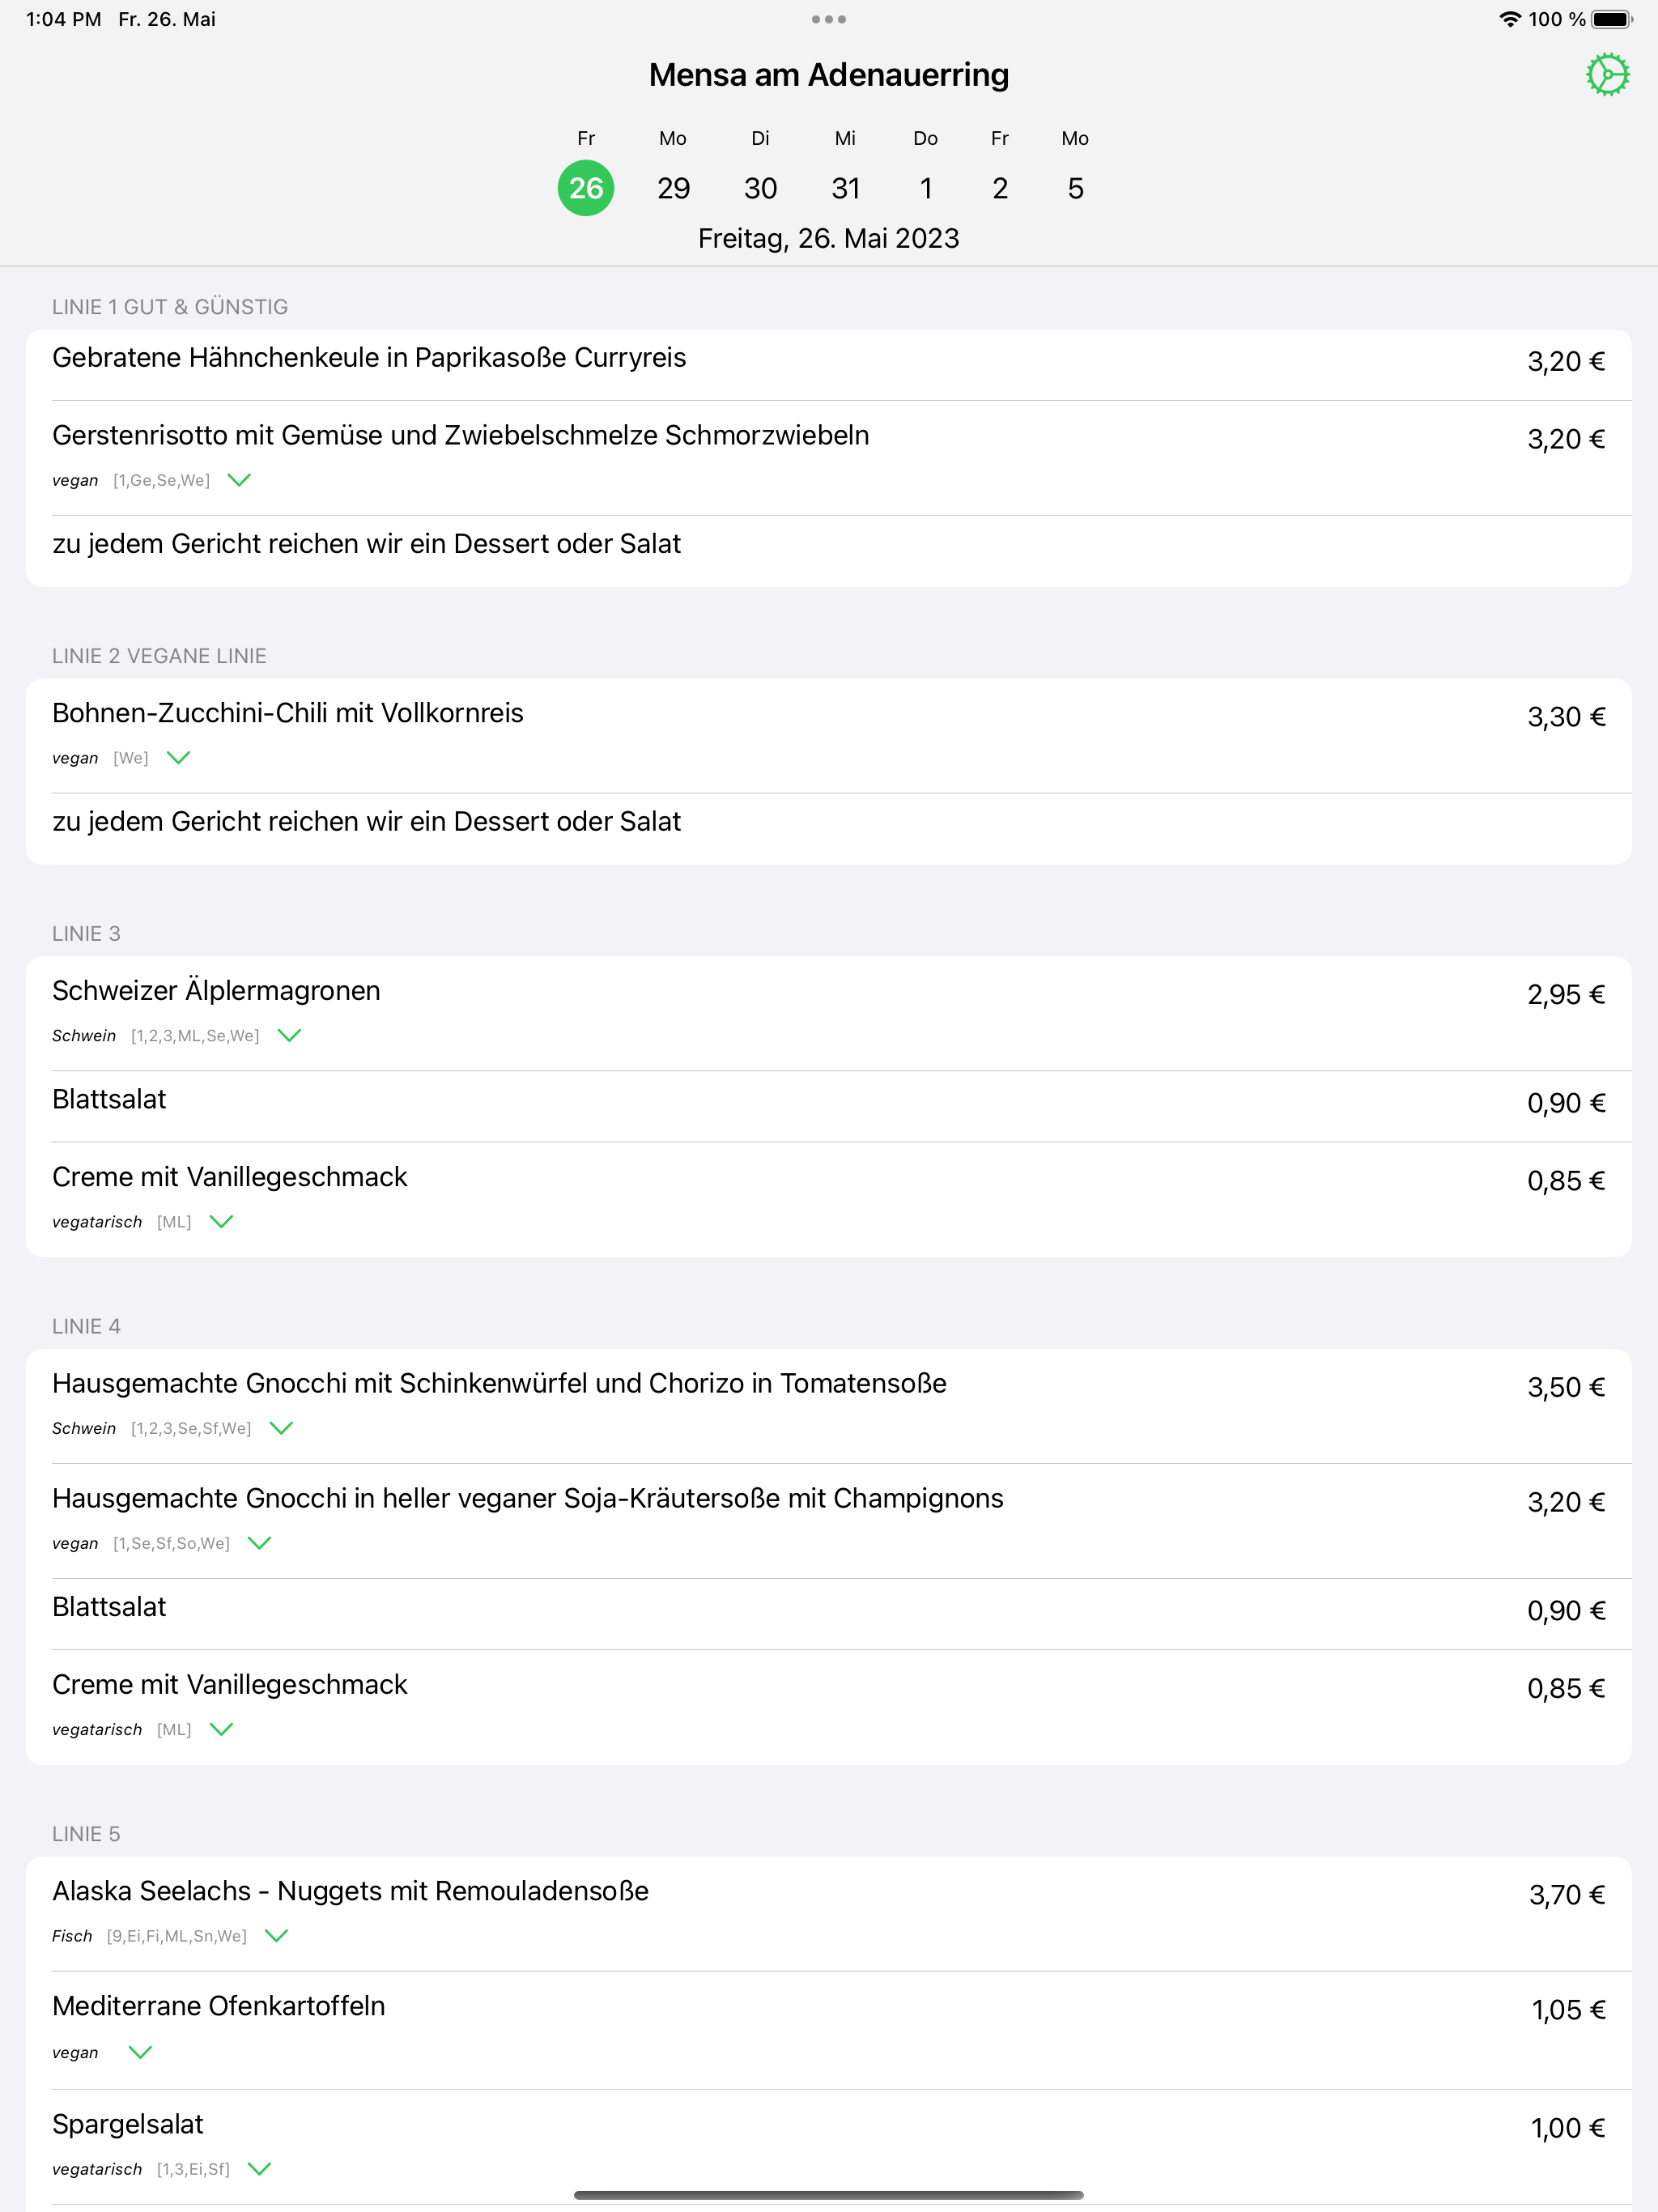 1:04 PM Fr. 26. Mai
100 %
Mensa am Adenauerring
Fr Mo Di Mi Do Fr Mo
26 29 30 31 1 2 5
Freitag, 26. Mai 2023
LINIE 1 GUT & GÜNSTIG
Gebratene Hähnchenkeule in Paprikasoße Curryreis 3,20 €
Gerstenrisotto mit Gemüse und Zwiebelschmelze Schmorzwiebeln 3,20 €
vegan [1,Ge,Se,We]
zu jedem Gericht reichen wir ein Dessert oder Salat
LINIE 2 VEGANE LINIE
Bohnen-Zucchini-Chili mit Vollkornreis 3,30 €
vegan [We]
zu jedem Gericht reichen wir ein Dessert oder Salat
LINIE 3
Schweizer Älplermagronen 2,95 €
Schwein [1,2,3,ML,Se,We]
Blattsalat 0,90 €
Creme mit Vanillegeschmack 0,85 €
vegatarisch [ML]
LINIE 4
Hausgemachte Gnocchi mit Schinkenwürfel und Chorizo in Tomatensoße 3,50 €
Schwein [1,2,3,Se,Sf,We]
Hausgemachte Gnocchi in heller veganer Soja-Kräutersoße mit Champignons 3,20 €
vegan [1,Se,Sf,So,We]
Blattsalat 0,90 €
Creme mit Vanillegeschmack 0,85 €
vegatarisch [ML]
LINIE 5
Alaska Seelachs - Nuggets mit Remouladensoße 3,70 €
Fisch [9,Ei,Fi,ML,Sn,We]
Mediterrane Ofenkartoffeln 1,05 €
vegan
Spargelsalat 1,00 €
vegatarisch [1,3,Ei,Sf]